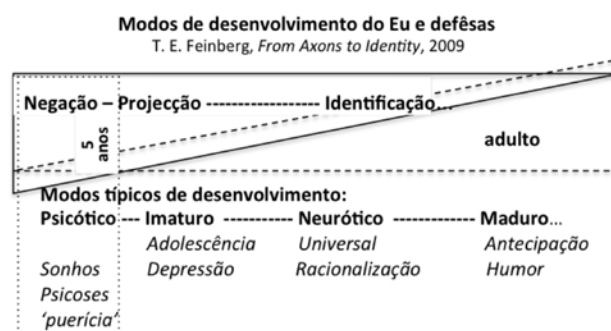 Modos de desenvolvimento do Eu e defêsas
T. E. Feinberg, From Axons to Identity, 2009
Negação – Projecção ------------------- Identificação...
5 anos
adulto
Modos típicos de desenvolvimento:
Psicótico --- Imaturo ----------- Neurótico ------------- Maduro...
Adolescência Universal Antecipação
Sonhos Depressão Racionalização Humor
Psicoses
‘puerícia’